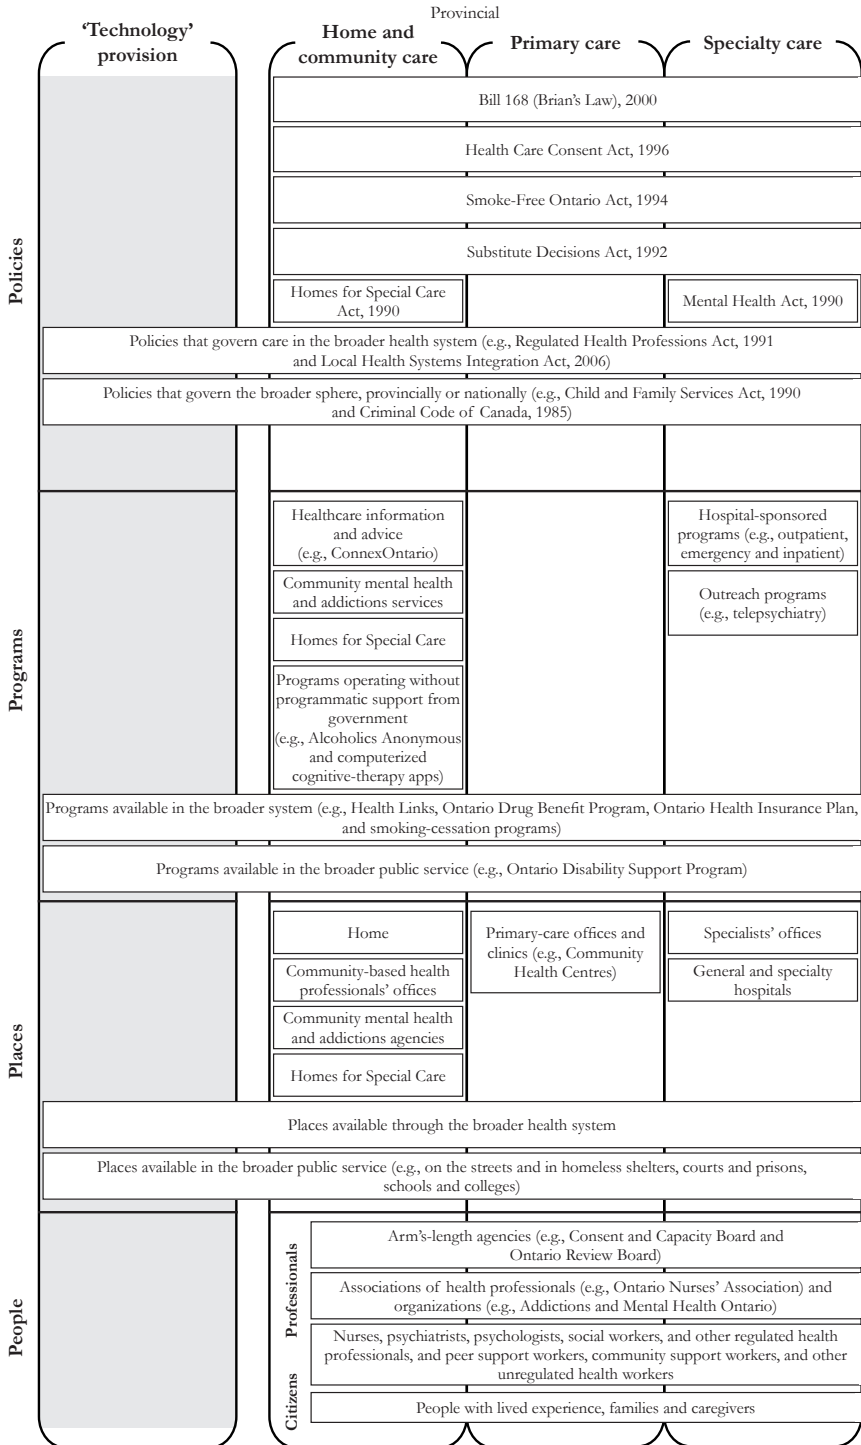 Provincial
‘Technology’
provision
Home and
community care
Primary care
Specialty care
Policies
Bill 168 (Brian’s Law), 2000
Health Care Consent Act, 1996
Smoke-Free Ontario Act, 1994
Substitute Decisions Act, 1992
Homes for Special Care
Act, 1990
Mental Health Act, 1990
Policies that govern care in the broader health system (e.g., Regulated Health Professions Act, 1991
and Local Health Systems Integration Act, 2006)
Policies that govern the broader sphere, provincially or nationally (e.g., Child and Family Services Act, 1990
and Criminal Code of Canada, 1985)
Programs
Healthcare information
and advice
(e.g., ConnexOntario)
Community mental health
and addictions services
Homes for Special Care
Programs operating without
programmatic support from
government
(e.g., Alcoholics Anonymous
and computerized
cognitive-therapy apps)
Hospital-sponsored
programs (e.g., outpatient,
emergency and inpatient)
Outreach programs
(e.g., telepsychiatry)
Programs available in the broader system (e.g., Health Links, Ontario Drug Benefit Program, Ontario Health Insurance Plan,
and smoking-cessation programs)
Programs available in the broader public service (e.g., Ontario Disability Support Program)
Places
Home
Community-based health
professionals’ offices
Community mental health
and addictions agencies
Homes for Special Care
Primary-care offices and
clinics (e.g., Community
Health Centres)
Specialists’ offices
General and specialty
hospitals
Places available through the broader health system
Places available in the broader public service (e.g., on the streets and in homeless shelters, courts and prisons,
schools and colleges)
People
Professionals
Arm’s-length agencies (e.g., Consent and Capacity Board and
Ontario Review Board)
Associations of health professionals (e.g., Ontario Nurses’ Association) and
organizations (e.g., Addictions and Mental Health Ontario)
Nurses, psychiatrists, psychologists, social workers, and other regulated health
professionals, and peer support workers, community support workers, and other
unregulated health workers
Citizens
People with lived experience, families and caregivers